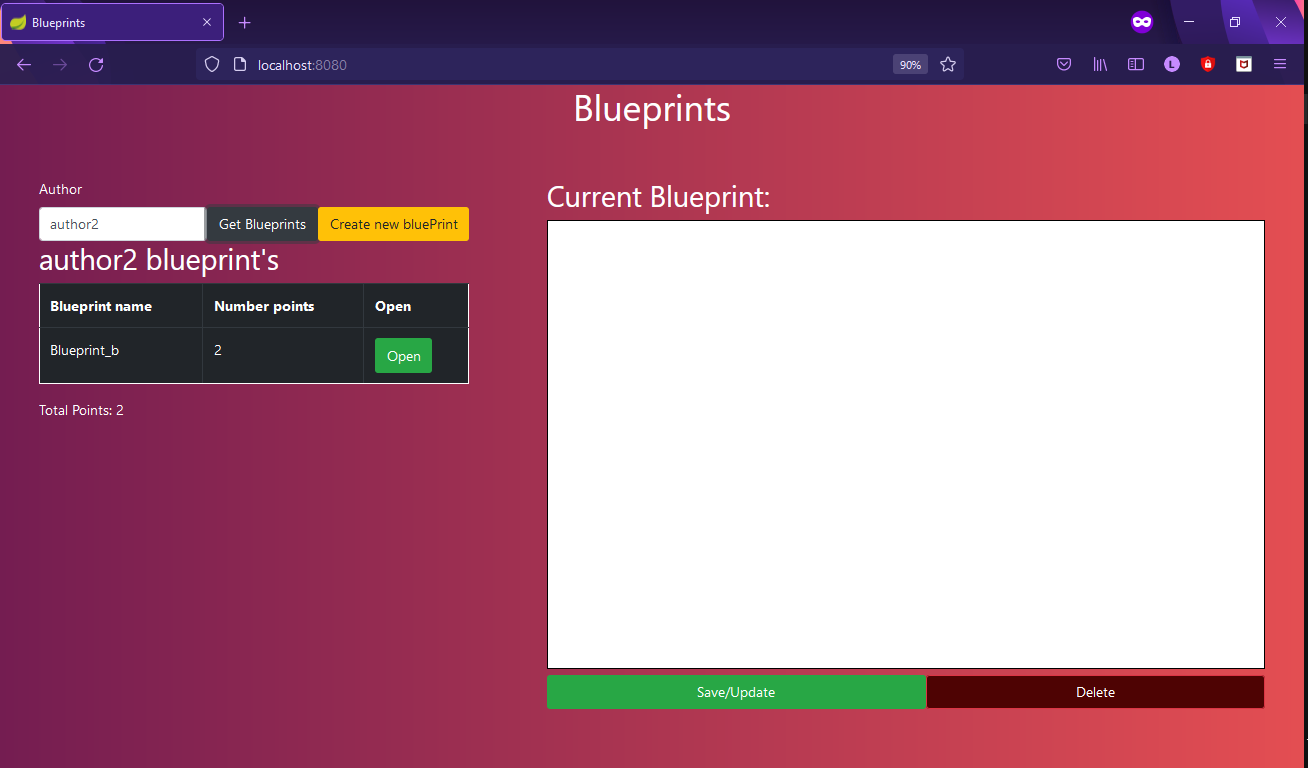 Blueprints
localhost:8080
90%
L
Blueprints
Author
author2
Get Blueprints
Create new bluePrint
author2 blueprint's
Blueprint name
Number points
Open
Blueprint_b
2
Open
Total Points: 2
Current Blueprint:
Save/Update
Delete